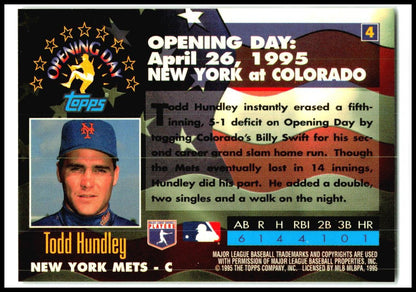 4
OPENING DAY
Topps
OPENING DAY:
April 26, 1995
NEW YORK at COLORADO
Todd Hundley instantly erased a fifth-
inning, 5-1 deficit on Opening Day by
tagging Colorado's Billy Swift for his sec-
ond career grand slam home run. Though
the Mets eventually lost in 14 innings,
Hundley did his part. He added a double,
two singles and a walk on the night.
Todd Hundley
NEW YORK METS - C
AB R H RBI 2B 3B HR
6 1 4 4 1 0 1
MAJOR LEAGUE BASEBALL TRADEMARKS AND COPYRIGHTS ARE USED
WITH PERMISSION OF MAJOR LEAGUE BASEBALL PROPERTIES, INC.
© 1995 THE TOPPS COMPANY, INC. LICENSED BY MLB MLBPA, 1995